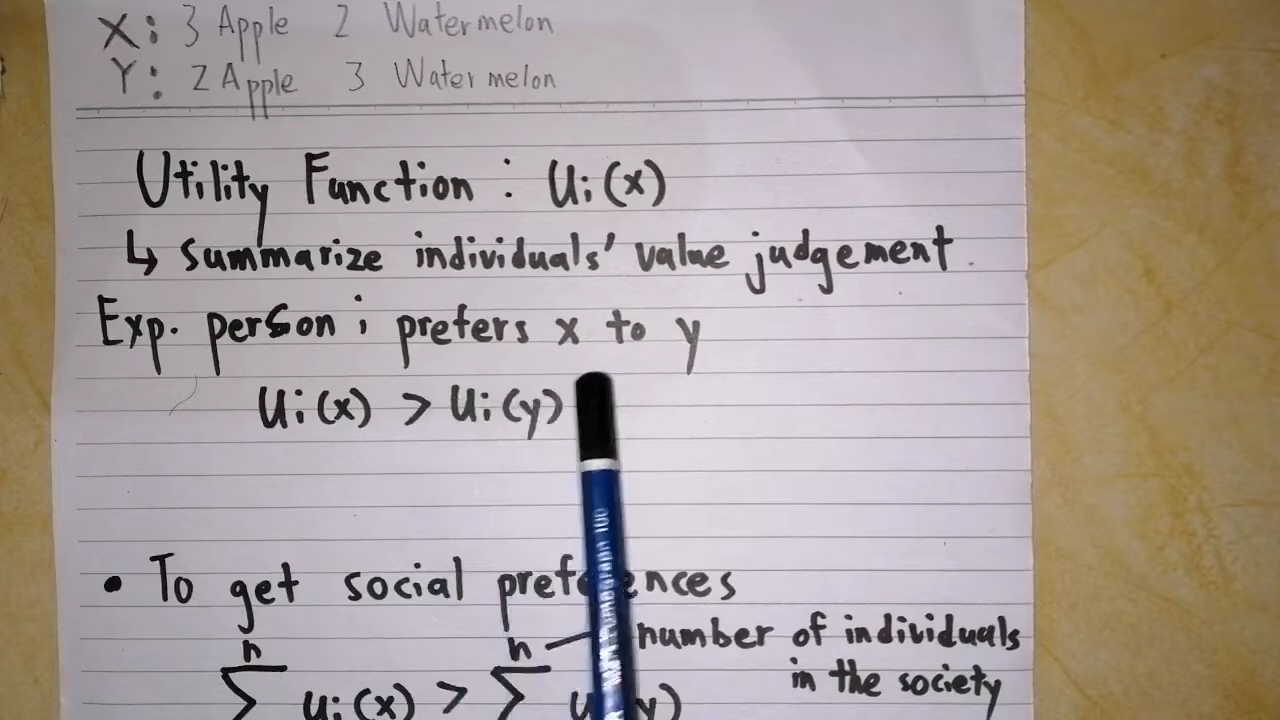 X: 3 Apple 2 Watermelon
Y: 2 Apple 3 Watermelon
Utility Function : Ui(x)
↳ summarize individuals' value judgement.
Exp. person i prefers x to y
Ui(x) > Ui(y)
• To get social preferences
n n number of individuals
in the society
∑ Ui(x) > ∑ U y)
100